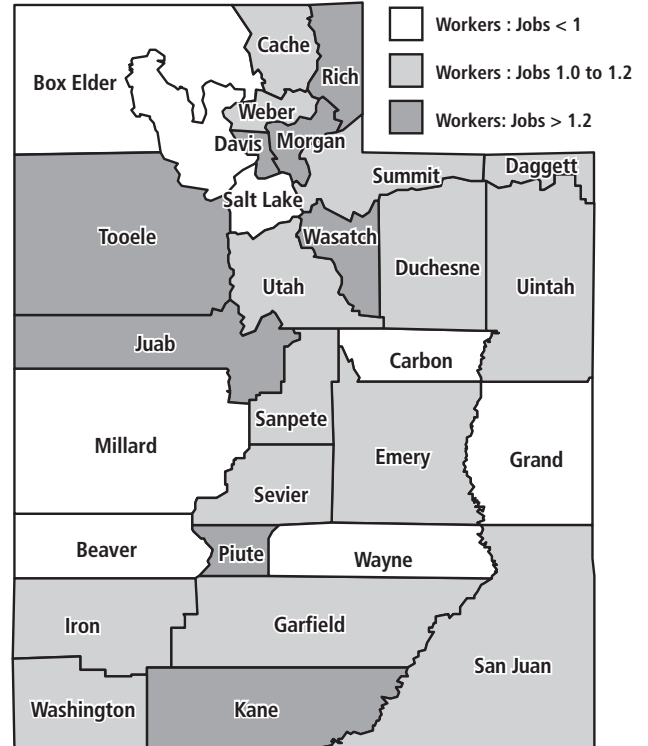 Workers : Jobs < 1
Workers : Jobs 1.0 to 1.2
Workers: Jobs > 1.2
Cache
Rich
Box Elder
Weber
Davis
Morgan
Summit
Daggett
Salt Lake
Tooele
Wasatch
Duchesne
Utah
Uintah
Juab
Carbon
Sanpete
Millard
Emery
Grand
Sevier
Beaver
Piute
Wayne
Iron
Garfield
San Juan
Washington
Kane